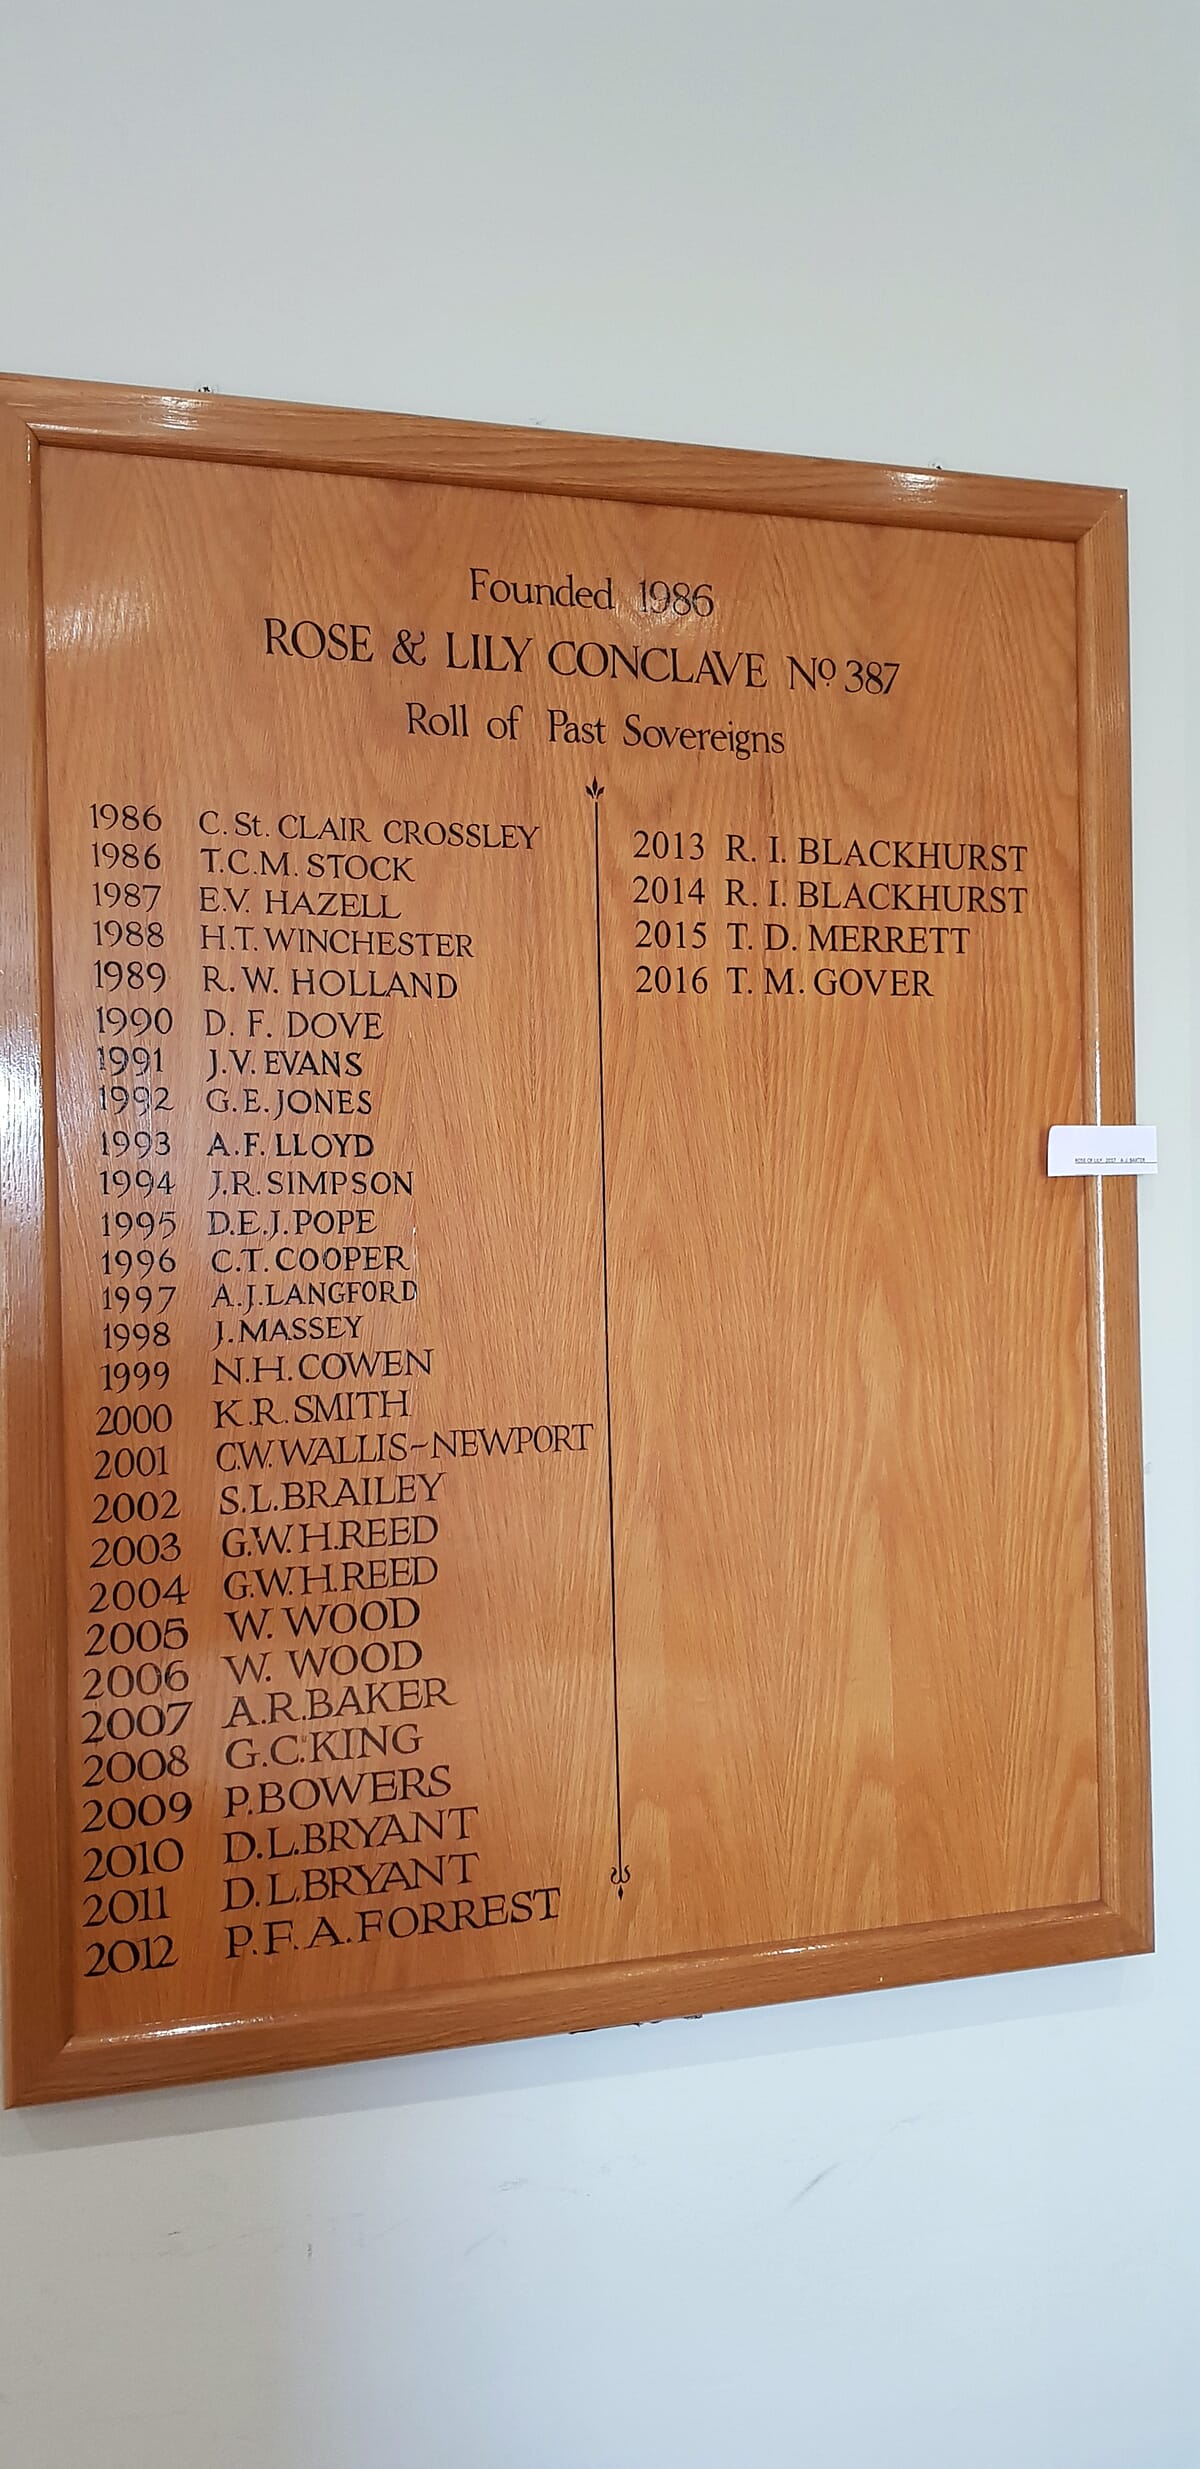 Founded 1986
ROSE & LILY CONCLAVE Nº 387
Roll of Past Sovereigns
1986 C. St. CLAIR CROSSLEY
1986 T.C.M. STOCK
1987 E.V. HAZELL
1988 H.T. WINCHESTER
1989 R. W. HOLLAND
1990 D. F. DOVE
1991 J.V. EVANS
1992 G.E. JONES
1993 A.F. LLOYD
1994 J.R. SIMPSON
1995 D.E.J. POPE
1996 C.T. COOPER
1997 A.J. LANGFORD
1998 J. MASSEY
1999 N.H. COWEN
2000 K.R. SMITH
2001 C.W. WALLIS-NEWPORT
2002 S.L. BRAILEY
2003 G.W.H. REED
2004 G.W.H. REED
2005 W. WOOD
2006 W. WOOD
2007 A.R. BAKER
2008 G.C. KING
2009 P. BOWERS
2010 D.L. BRYANT
2011 D.L. BRYANT
2012 P.F.A. FORREST
2013 R. I. BLACKHURST
2014 R. I. BLACKHURST
2015 T. D. MERRETT
2016 T. M. GOVER
2017 A J BAXTER